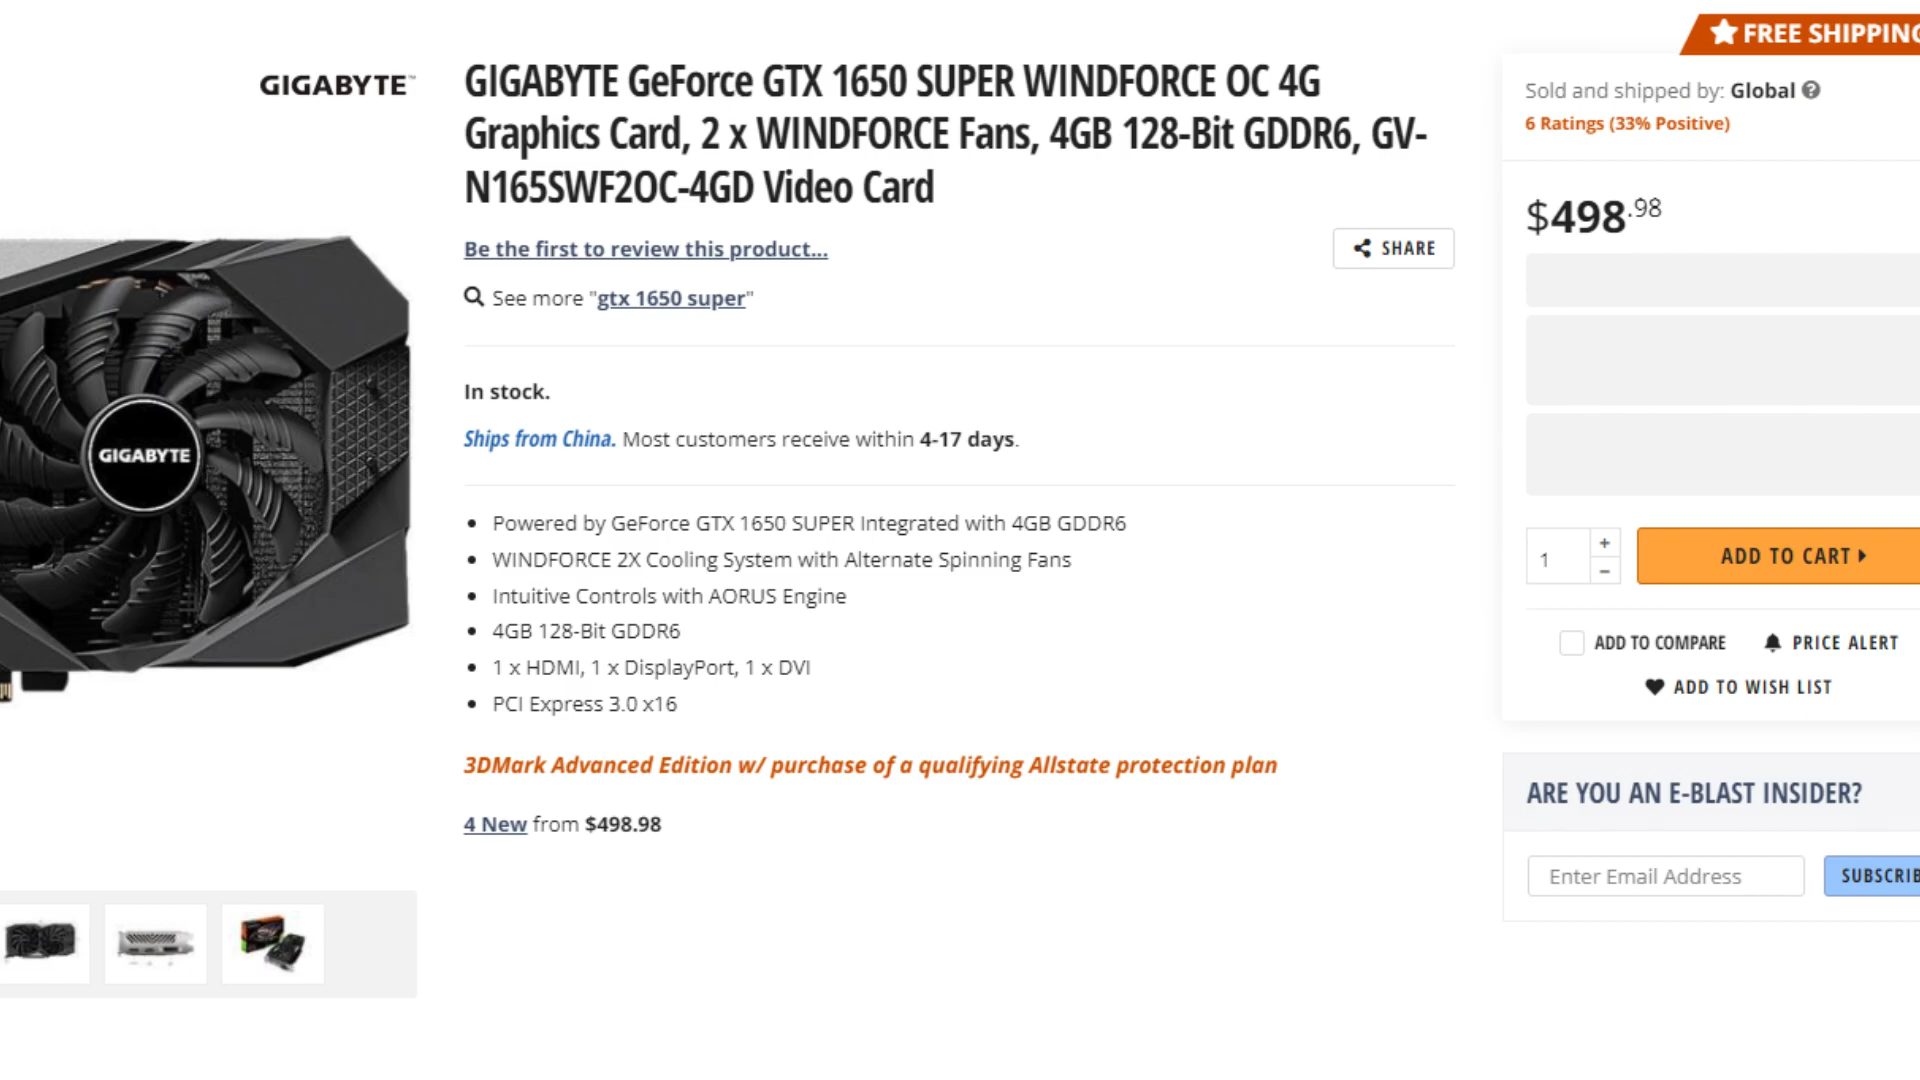 FREE SHIPPING
GIGABYTE™
GIGABYTE GeForce GTX 1650 SUPER WINDFORCE OC 4G
Graphics Card, 2 x WINDFORCE Fans, 4GB 128-Bit GDDR6, GV-
N165SWF2OC-4GD Video Card
Be the first to review this product...
SHARE
See more "gtx 1650 super"
In stock.
Ships from China. Most customers receive within 4-17 days.
Powered by GeForce GTX 1650 SUPER Integrated with 4GB GDDR6
WINDFORCE 2X Cooling System with Alternate Spinning Fans
Intuitive Controls with AORUS Engine
4GB 128-Bit GDDR6
1 x HDMI, 1 x DisplayPort, 1 x DVI
PCI Express 3.0 x16
3DMark Advanced Edition w/ purchase of a qualifying Allstate protection plan
4 New from $498.98
GIGABYTE
Sold and shipped by: Global
6 Ratings (33% Positive)
$498.98
1
+
−
ADD TO CART
ADD TO COMPARE
PRICE ALERT
ADD TO WISH LIST
ARE YOU AN E-BLAST INSIDER?
Enter Email Address
SUBSCRIB